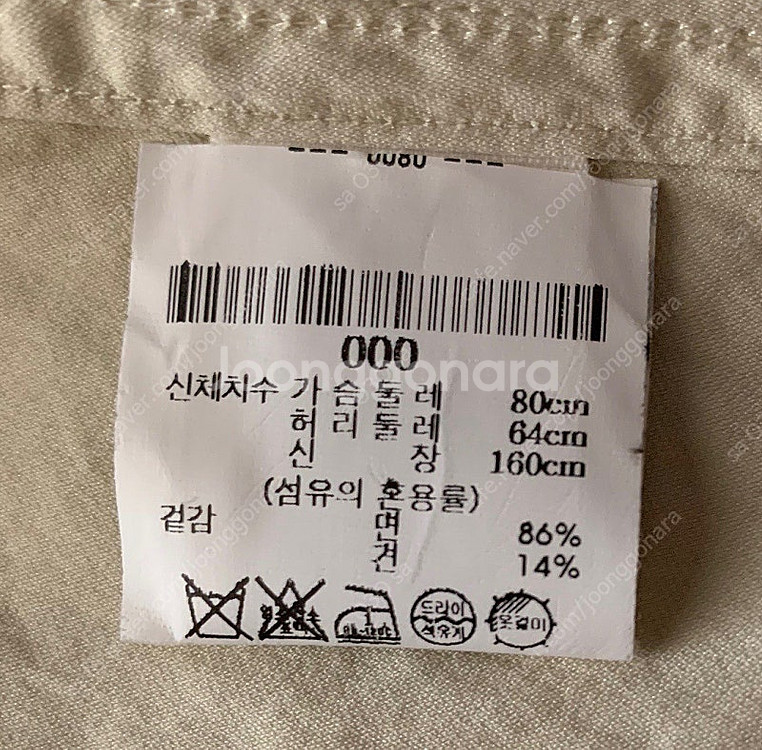 0080
000
신체치수 가슴둘레 80cm
허리둘레 64cm
신장 160cm
(섬유의 혼용률)
겉감 면 86%
견 14%
드라이
석유계
옷걸이
joonggonara